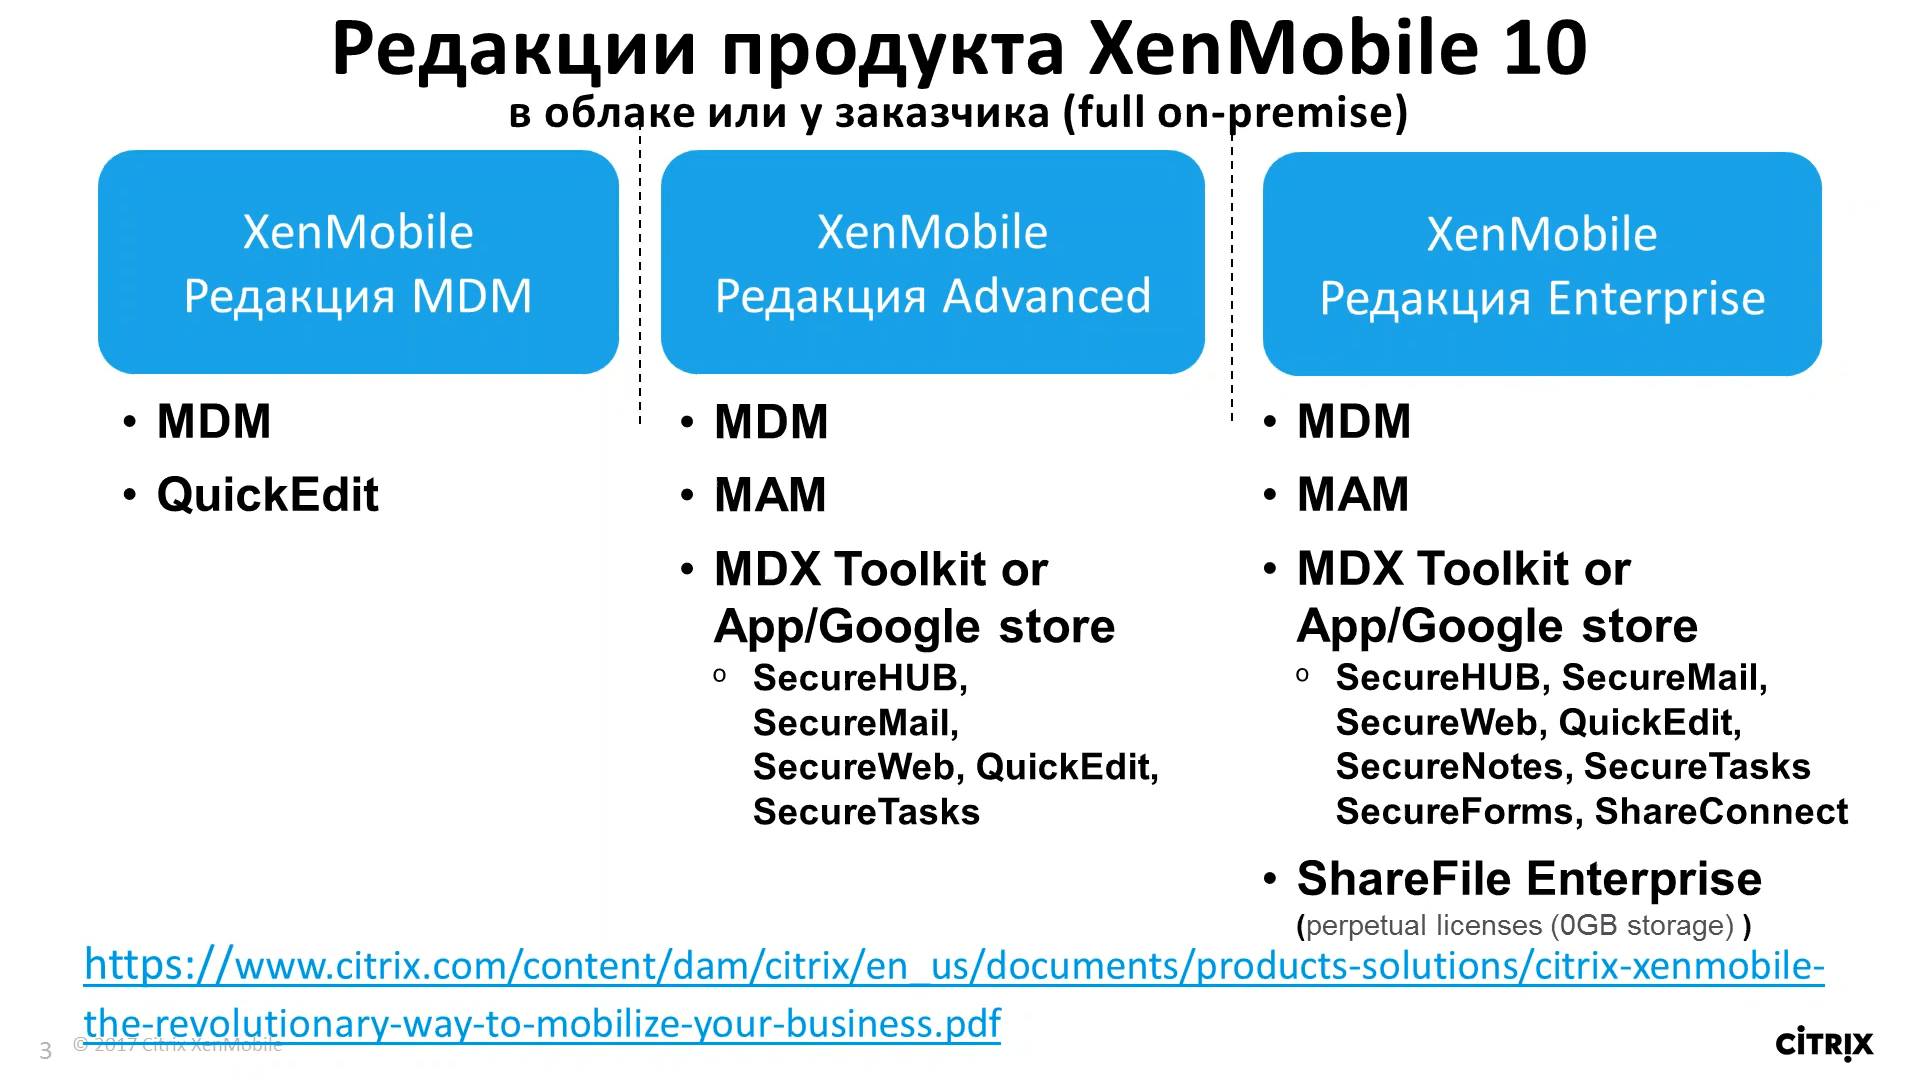 Редакции продукта XenMobile 10
в облаке или у заказчика (full on-premise)
XenMobile
Редакция MDM
• MDM
• QuickEdit
XenMobile
Редакция Advanced
• MDM
• MAM
• MDX Toolkit or
App/Google store
o SecureHUB,
SecureMail,
SecureWeb, QuickEdit,
SecureTasks
XenMobile
Редакция Enterprise
• MDM
• MAM
• MDX Toolkit or
App/Google store
o SecureHUB, SecureMail,
SecureWeb, QuickEdit,
SecureNotes, SecureTasks
SecureForms, ShareConnect
• ShareFile Enterprise
(perpetual licenses (0GB storage) )
https://www.citrix.com/content/dam/citrix/en_us/documents/products-solutions/citrix-xenmobile-
the-revolutionary-way-to-mobilize-your-business.pdf
3 © 2017 Citrix XenMobile
CITRIX